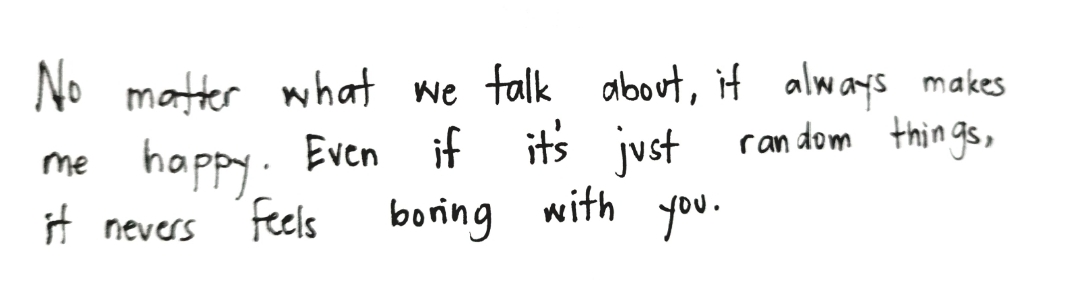 No matter what we talk about, it always makes
me happy. Even if it's just random things,
it nevers feels boring with you.